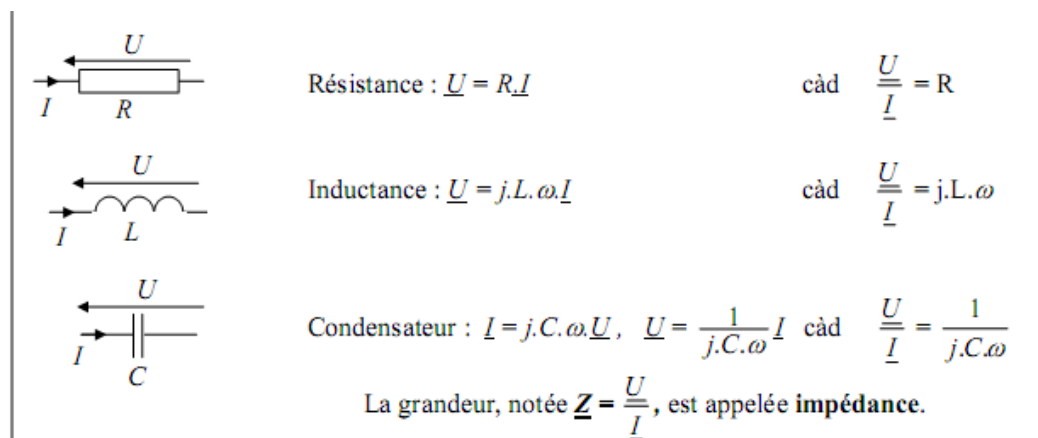 U
I R
Résistance : U = R.I càd U/I = R
U
I L
Inductance : U = j.L.ω.I càd U/I = j.L.ω
U
I C
Condensateur : I = j.C.ω.U , U = 1/j.C.ω I càd U/I = 1/j.C.ω
La grandeur, notée Z = U/I, est appelée impédance.